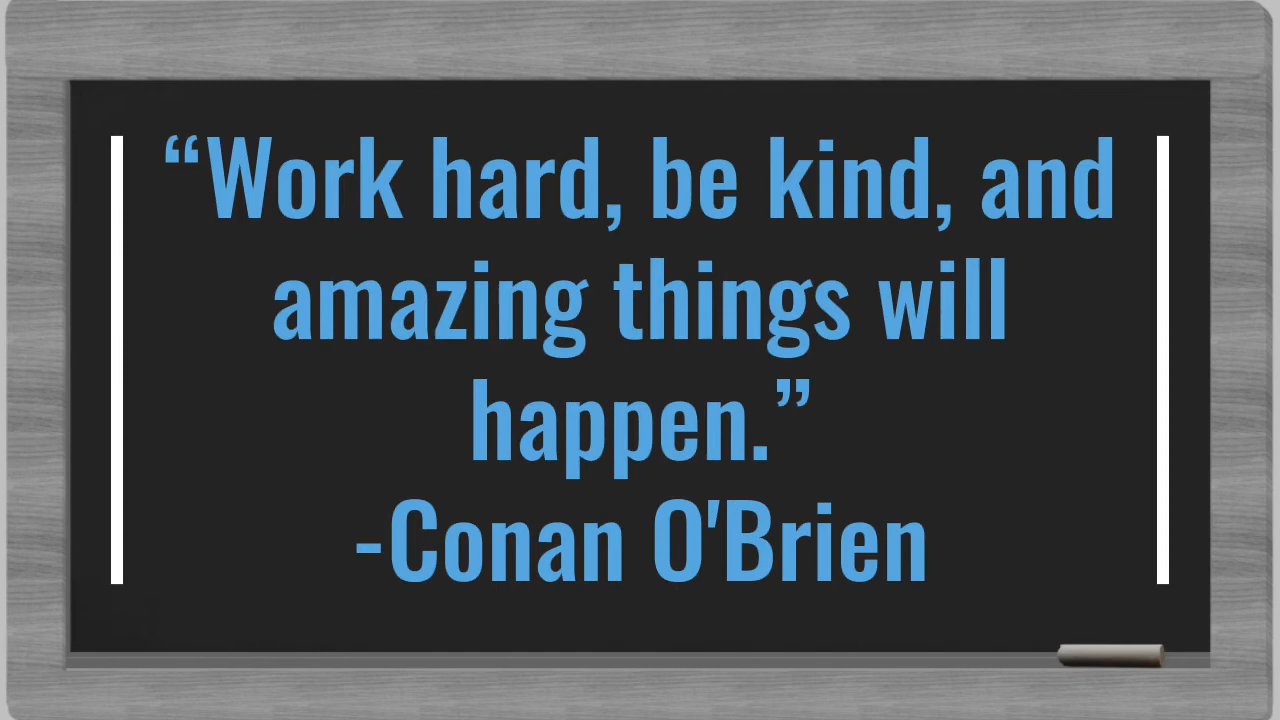 “Work hard, be kind, and
amazing things will
happen.”
-Conan O'Brien